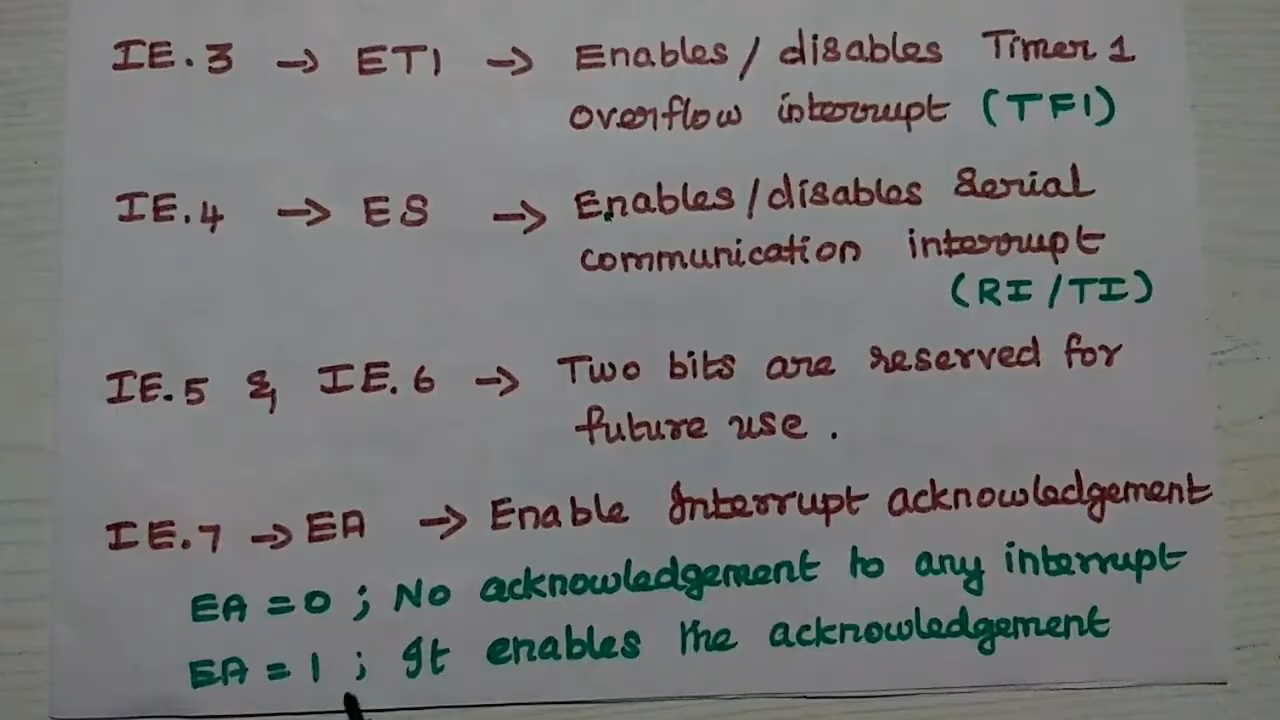 IE.3 → ET1 → Enables / disables Timer 1
overflow interrupt (TF1)
IE.4 → ES → Enables/disables Serial
communication interrupt
(RI/TI)
IE.5 & IE.6 → Two bits are reserved for
future use.
IE.7 → EA → Enable Interrupt acknowledgement
EA = 0 ; No acknowledgement to any interrupt
EA = 1 ; It enables the acknowledgement